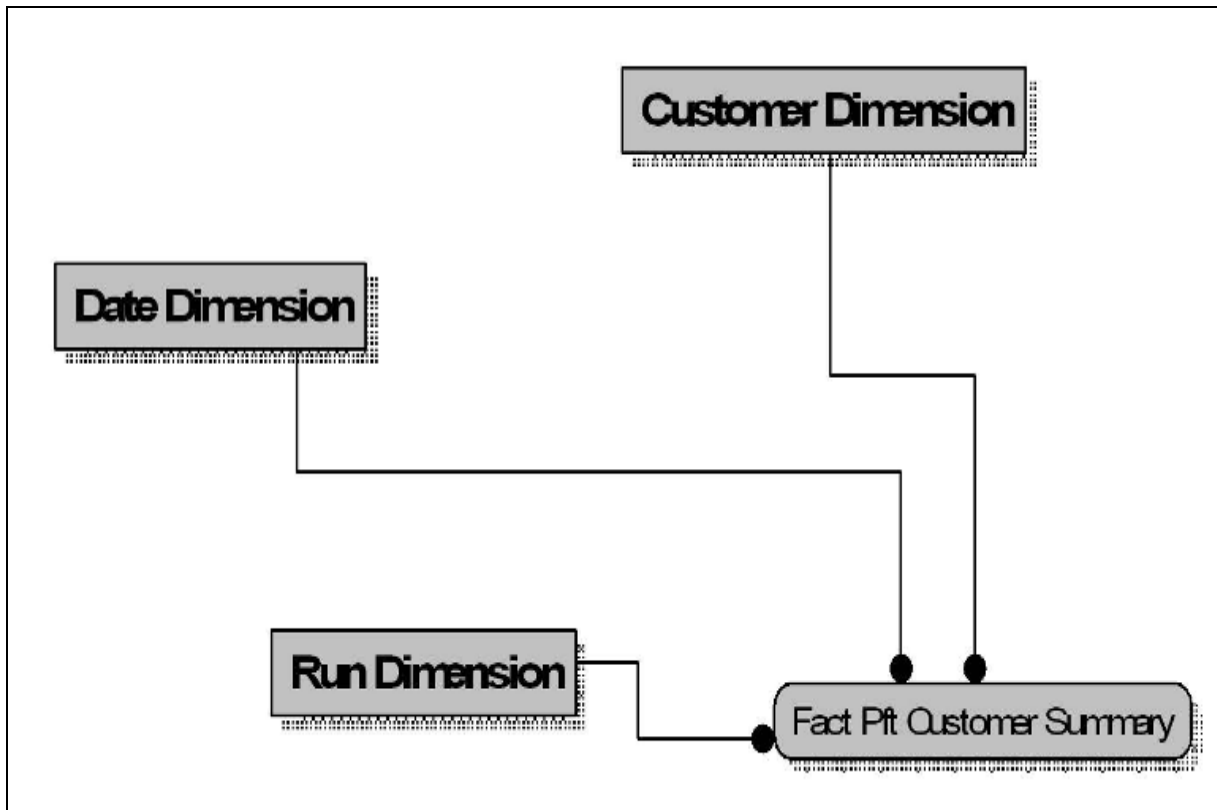 Customer Dimension
Date Dimension
Run Dimension
Fact Pft Customer Summary